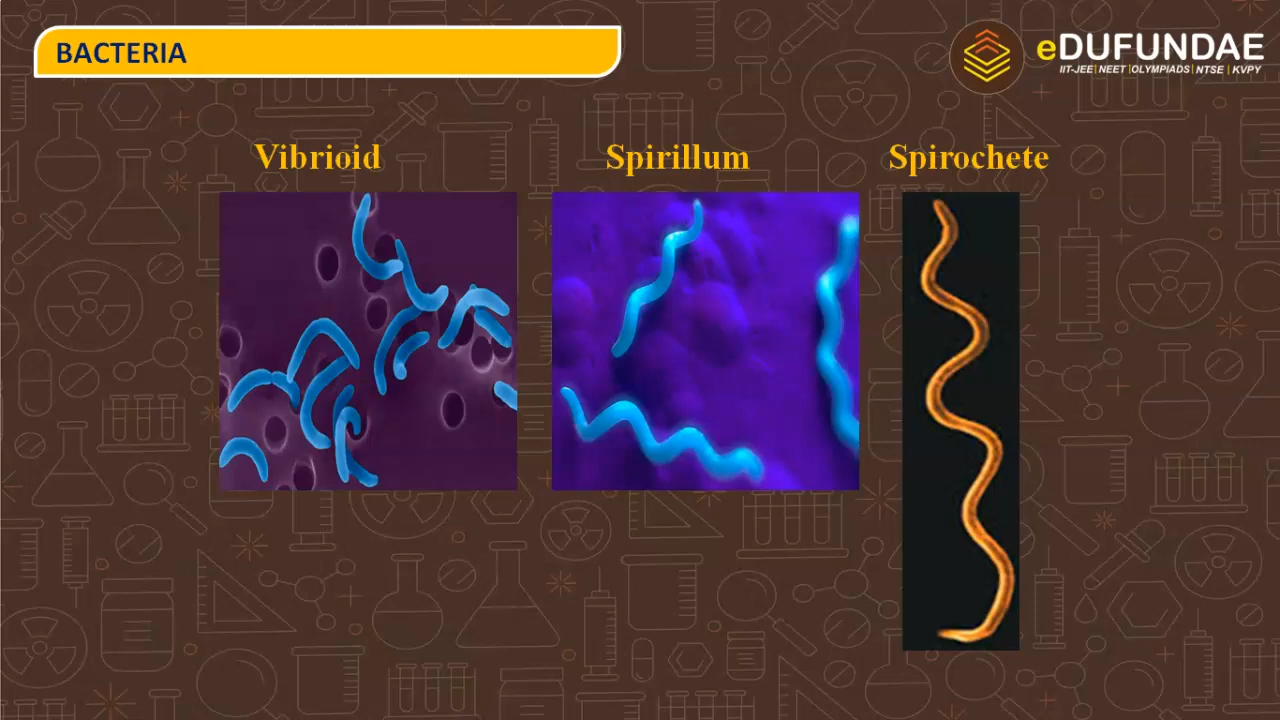 BACTERIA
eDUFUNDAE
IIT-JEE| NEET |OLYMPIADS| NTSE | KVPY
Vibrioid
Spirillum
Spirochete